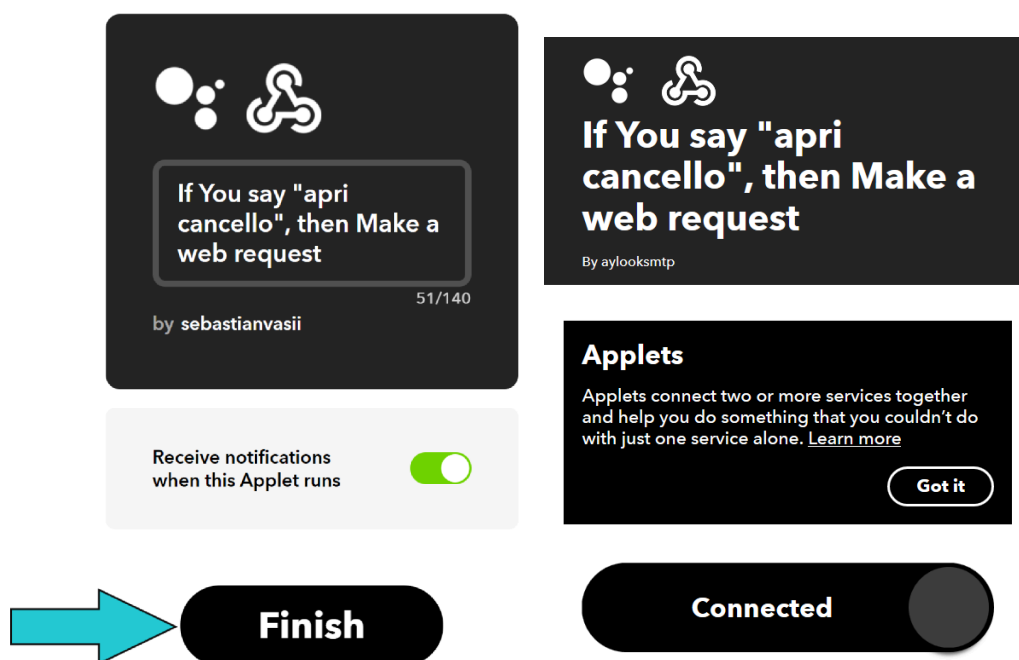 If You say "apri
cancello", then Make a
web request
51/140
by sebastianvasii
Receive notifications
when this Applet runs
Finish
If You say "apri
cancello", then Make a
web request
By aylooksmtp
Applets
Applets connect two or more services together
and help you do something that you couldn't do
with just one service alone. Learn more
Got it
Connected